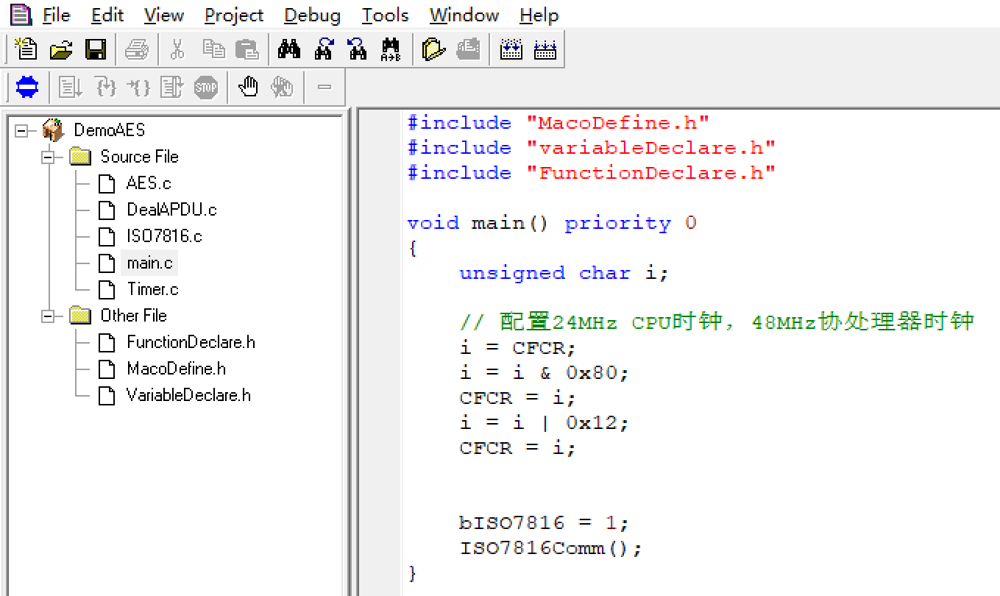 File Edit View Project Debug Tools Window Help
A→B
STOP
DemoAES
Source File
AES.c
DealAPDU.c
ISO7816.c
main.c
Timer.c
Other File
FunctionDeclare.h
MacoDefine.h
VariableDeclare.h
#include "MacoDefine.h"
#include "variableDeclare.h"
#include "FunctionDeclare.h"
void main() priority 0
{
unsigned char i;
// 配置24MHz CPU时钟，48MHz协处理器时钟
i = CFCR;
i = i & 0x80;
CFCR = i;
i = i | 0x12;
CFCR = i;
bISO7816 = 1;
ISO7816Comm();
}